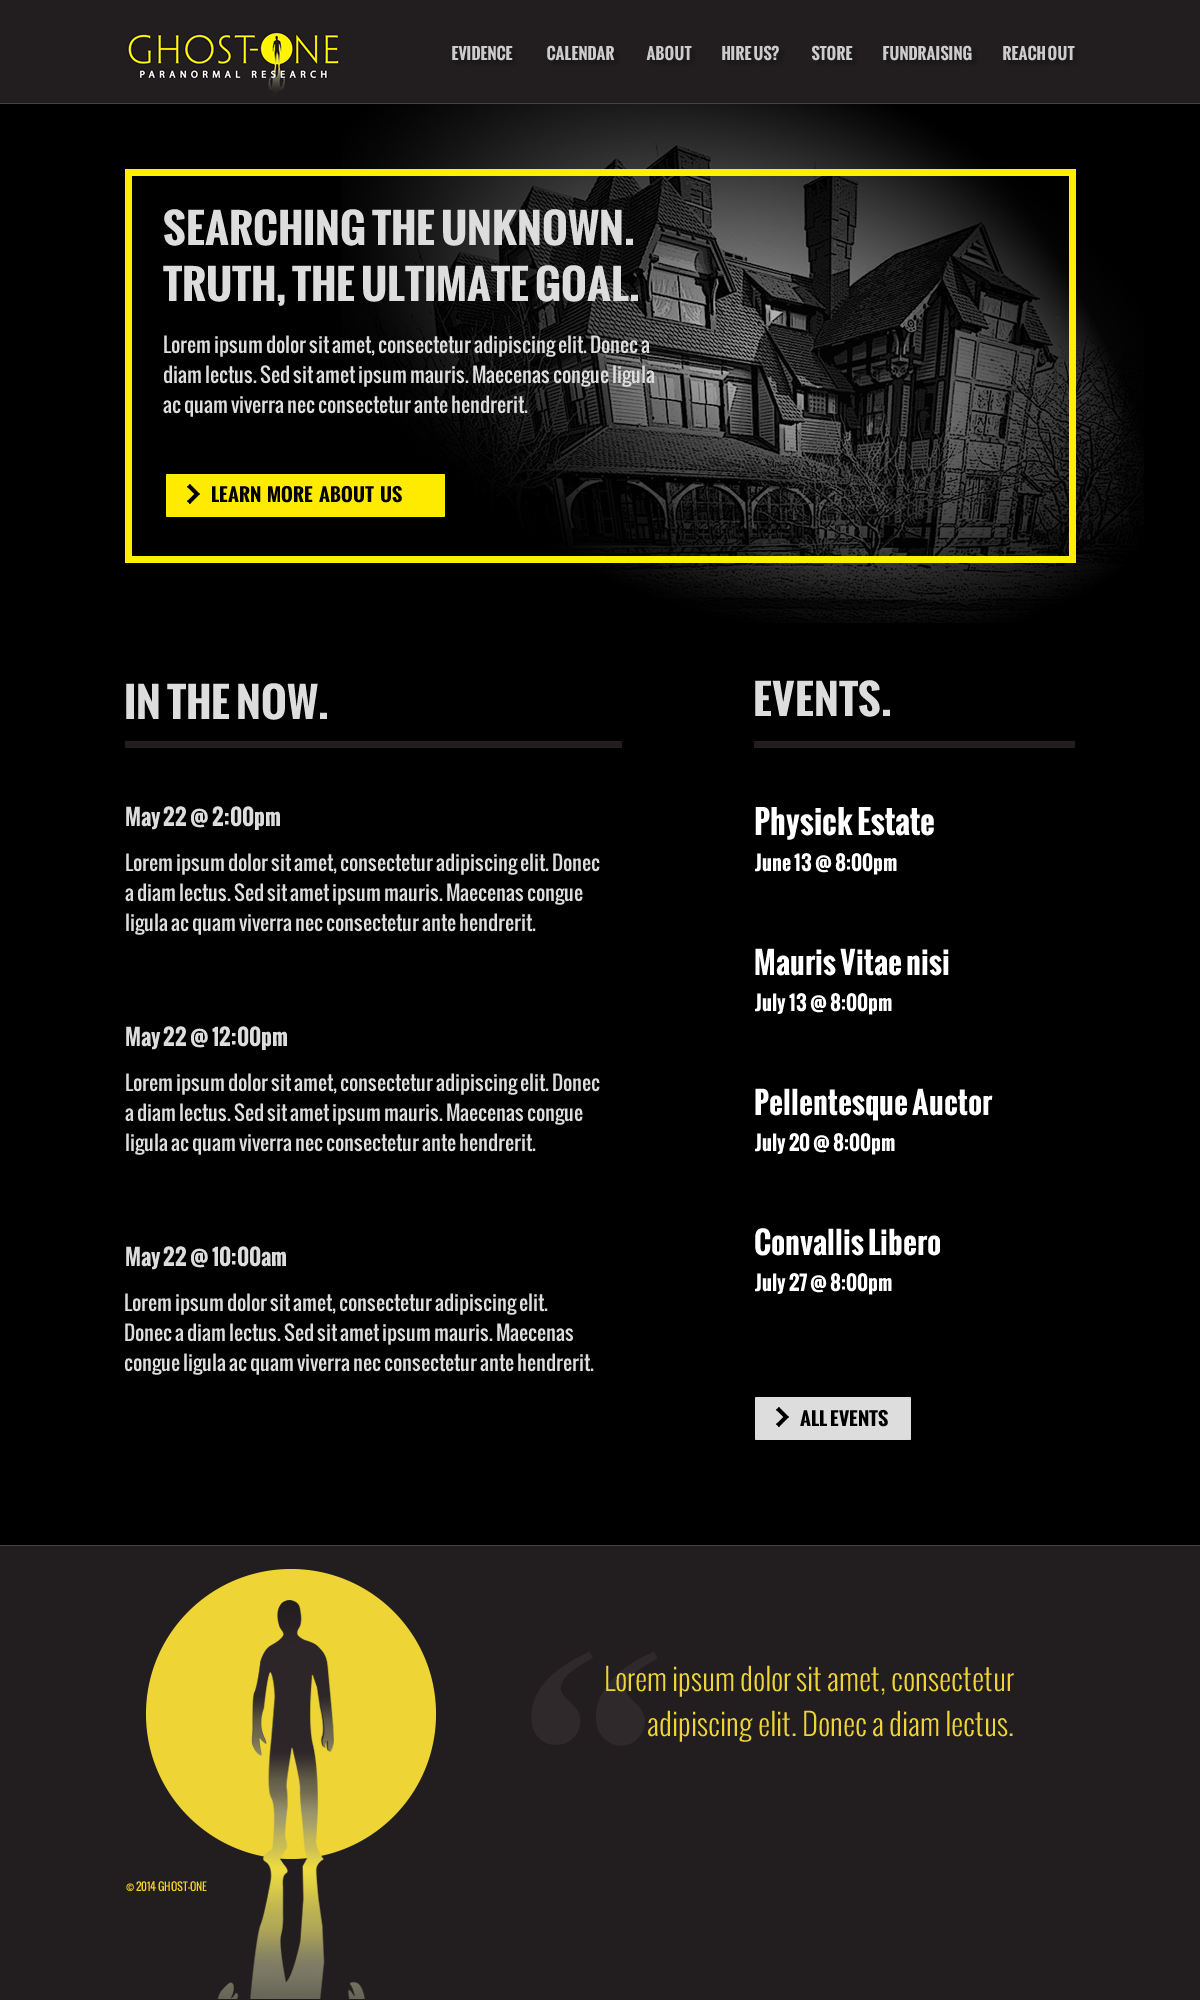 GHOST-ONE
PARANORMAL RESEARCH
EVIDENCE CALENDAR ABOUT HIRE US? STORE FUNDRAISING REACH OUT
SEARCHING THE UNKNOWN.
TRUTH, THE ULTIMATE GOAL.
Lorem ipsum dolor sit amet, consectetur adipiscing elit. Donec a
diam lectus. Sed sit amet ipsum mauris. Maecenas congue ligula
ac quam viverra nec consectetur ante hendrerit.
LEARN MORE ABOUT US
IN THE NOW.
May 22 @ 2:00pm
Lorem ipsum dolor sit amet, consectetur adipiscing elit. Donec
a diam lectus. Sed sit amet ipsum mauris. Maecenas congue
ligula ac quam viverra nec consectetur ante hendrerit.
May 22 @ 12:00pm
Lorem ipsum dolor sit amet, consectetur adipiscing elit. Donec
a diam lectus. Sed sit amet ipsum mauris. Maecenas congue
ligula ac quam viverra nec consectetur ante hendrerit.
May 22 @ 10:00am
Lorem ipsum dolor sit amet, consectetur adipiscing elit.
Donec a diam lectus. Sed sit amet ipsum mauris. Maecenas
congue ligula ac quam viverra nec consectetur ante hendrerit.
EVENTS.
Physick Estate
June 13 @ 8:00pm
Mauris Vitae nisi
July 13 @ 8:00pm
Pellentesque Auctor
July 20 @ 8:00pm
Convallis Libero
July 27 @ 8:00pm
ALL EVENTS
“
Lorem ipsum dolor sit amet, consectetur
adipiscing elit. Donec a diam lectus.
© 2014 GHOST-ONE